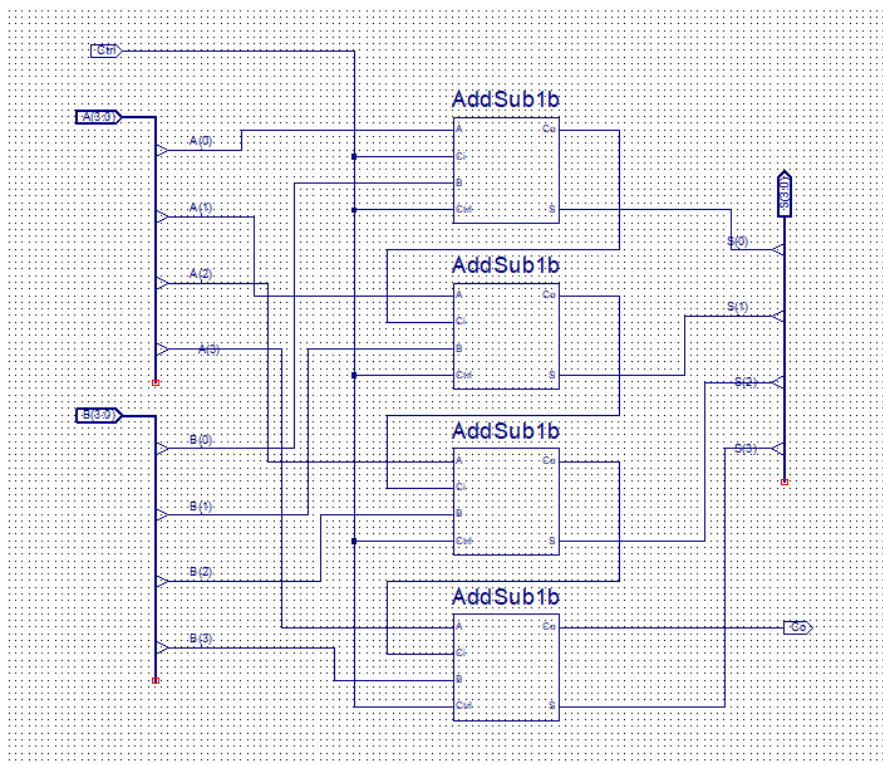 Ctrl
AddSub1b
A(3:0)
A(0)
A
Co
Ci
B
Ctrl
S
S(3:0)
A(1)
S(0)
AddSub1b
A(2)
A
Co
Ci
S(1)
A(3)
B
Ctrl
S
S(2)
B(3:0)
AddSub1b
B(0)
S(3)
A
Co
Ci
B(1)
B
Ctrl
S
B(2)
AddSub1b
A
Co
Co
B(3)
Ci
B
Ctrl
S